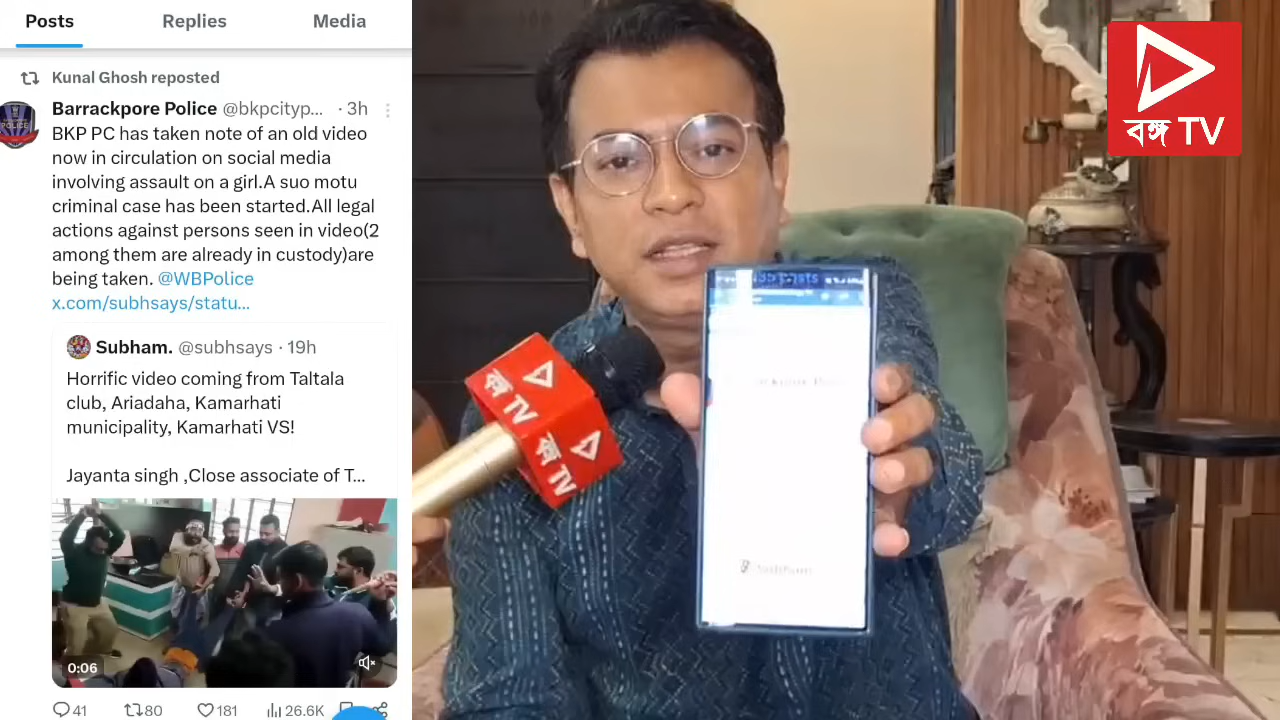 Posts
Replies
Media
Kunal Ghosh reposted
Barrackpore Police @bkpcityp... · 3h
BKP PC has taken note of an old video
now in circulation on social media
involving assault on a girl.A suo motu
criminal case has been started.All legal
actions against persons seen in video(2
among them are already in custody)are
being taken. @WBPolice
x.com/subhsays/statu...
Subham. @subhsays · 19h
Horrific video coming from Taltala
club, Ariadaha, Kamarhati
municipality, Kamarhati VS!
Jayanta singh ,Close associate of T...
0:06
41
80
181
26.6K
বঙ্গ TV
বঙ্গ TV
বঙ্গ TV